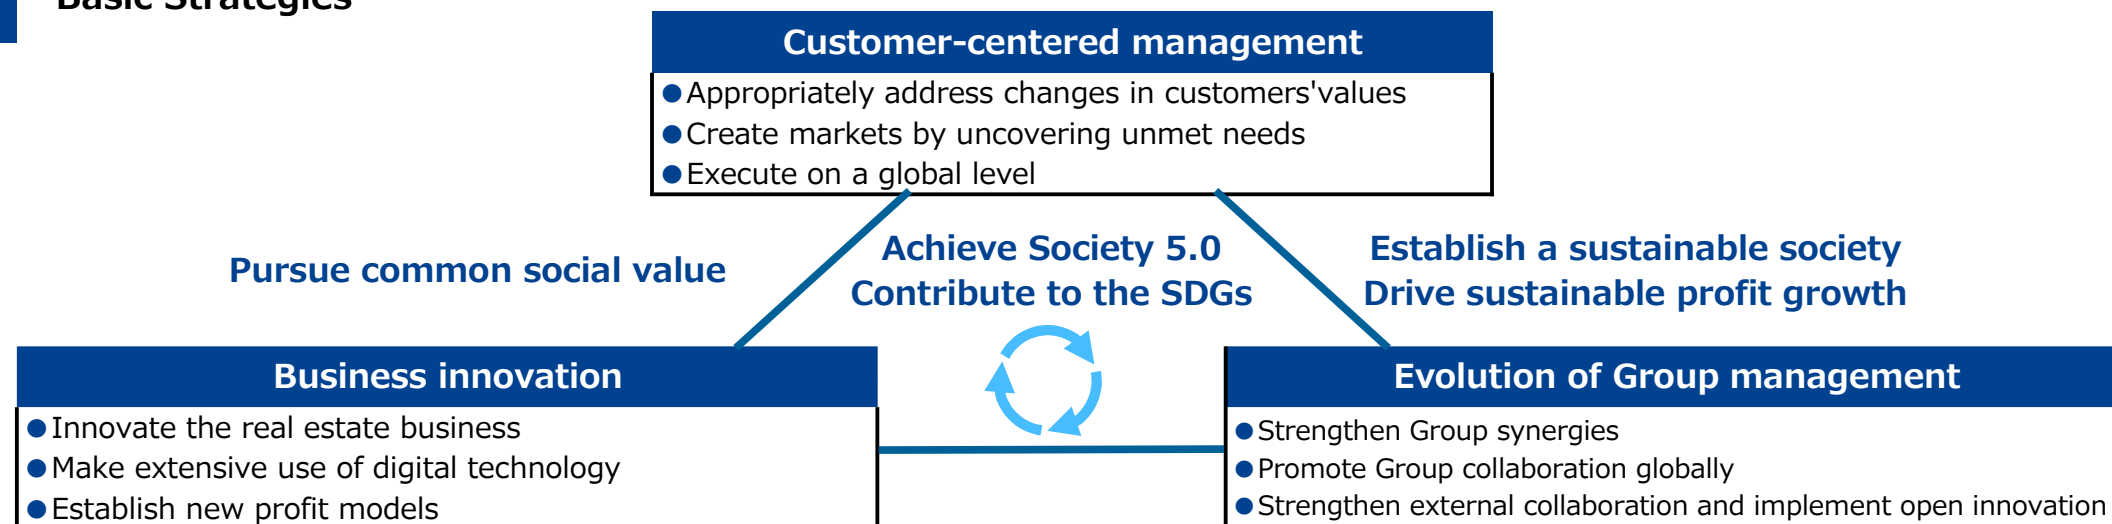 Basic Strategies
Customer-centered management
●Appropriately address changes in customers'values
●Create markets by uncovering unmet needs
●Execute on a global level
Pursue common social value
Achieve Society 5.0
Contribute to the SDGs
Establish a sustainable society
Drive sustainable profit growth
Business innovation
●Innovate the real estate business
●Make extensive use of digital technology
●Establish new profit models
Evolution of Group management
●Strengthen Group synergies
●Promote Group collaboration globally
●Strengthen external collaboration and implement open innovation